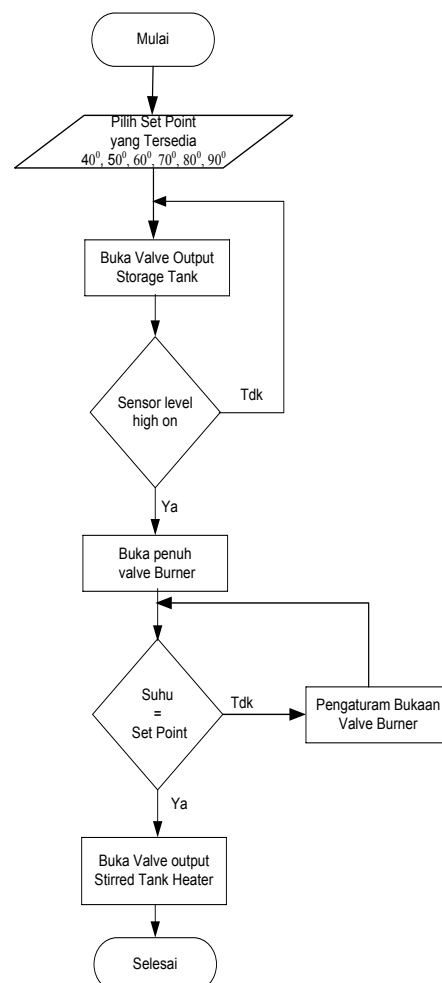 Mulai
Pilih Set Point
yang Tersedia
40⁰, 50⁰, 60⁰, 70⁰, 80⁰, 90⁰
Buka Valve Output
Storage Tank
Sensor level
high on
Tdk
Ya
Buka penuh
valve Burner
Suhu
=
Set Point
Tdk
Pengaturam Bukaan
Valve Burner
Ya
Buka Valve output
Stirred Tank Heater
Selesai